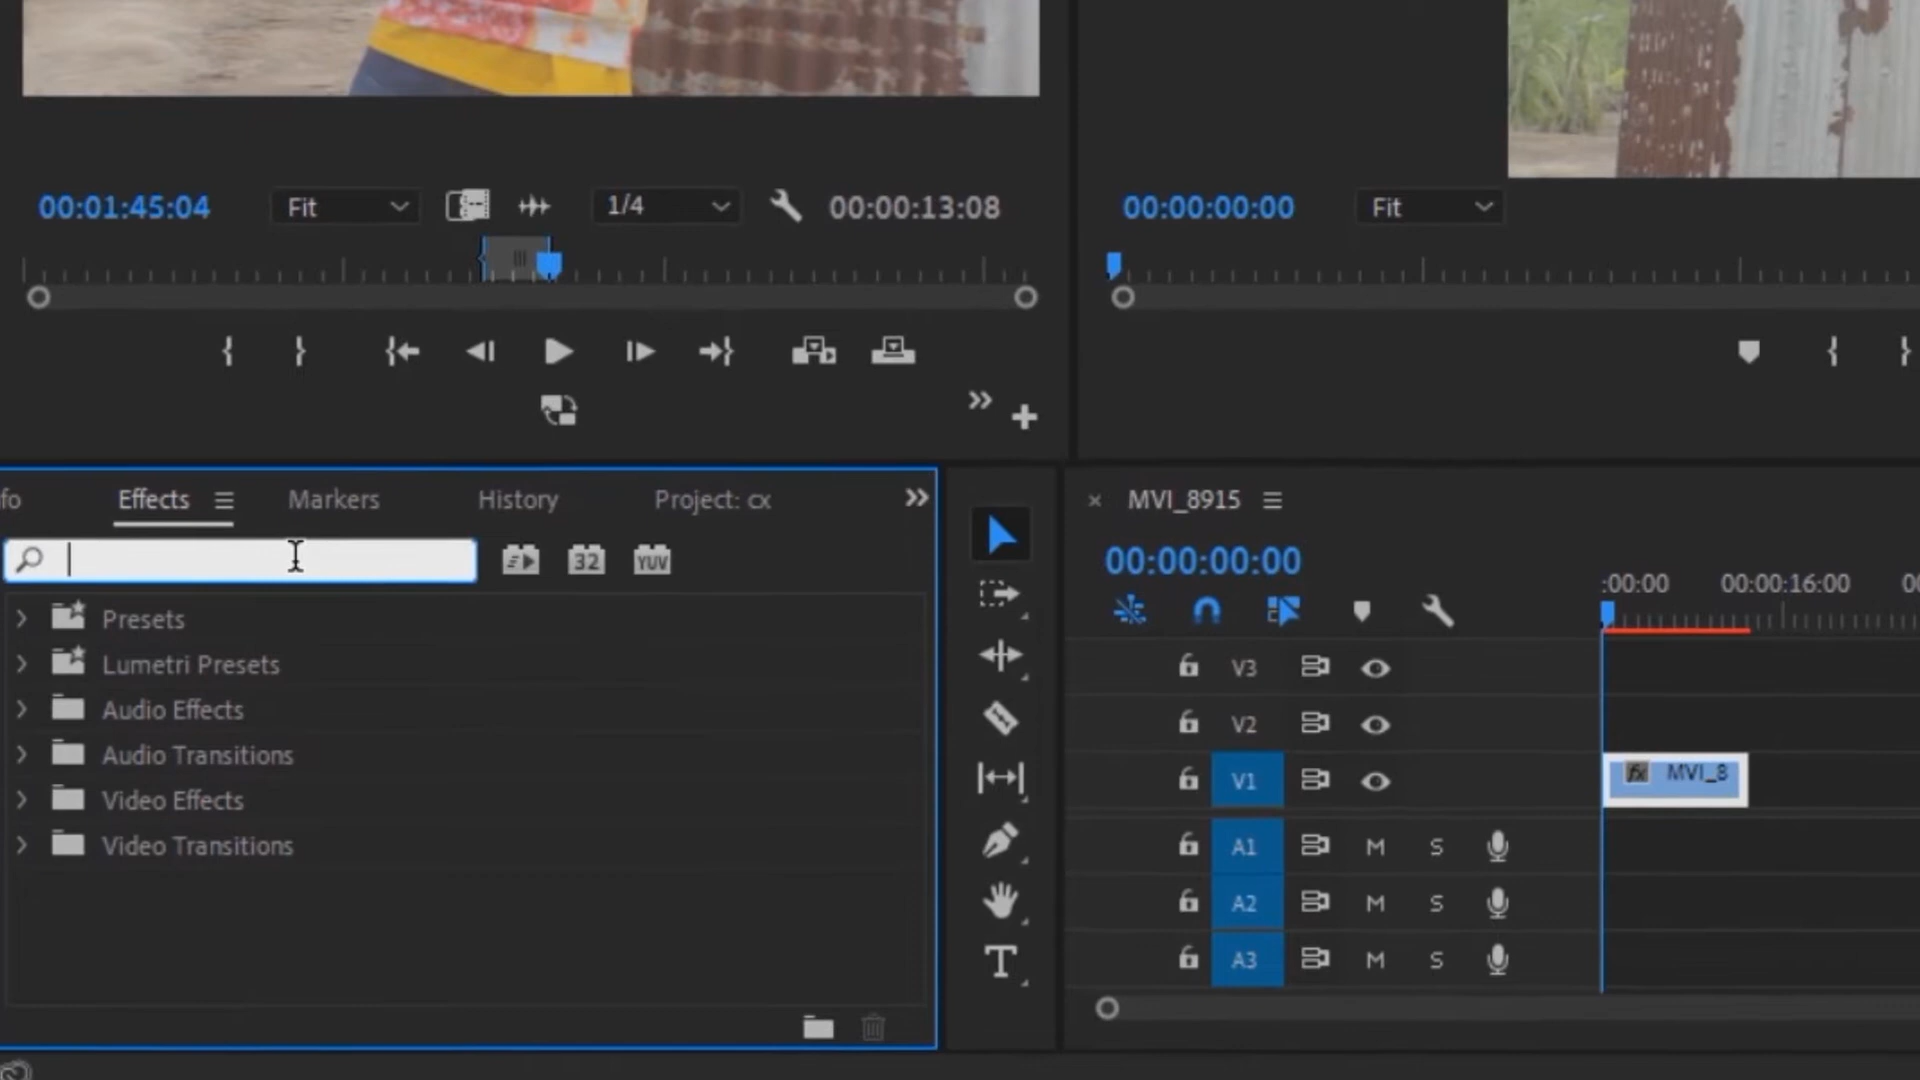 00:01:45:04 Fit 1/4 00:00:13:08
00:00:00:00 Fit
fo Effects Markers History Project: cx
32 YUV
Presets
Lumetri Presets
Audio Effects
Audio Transitions
Video Effects
Video Transitions
T
× MVI_8915
00:00:00:00
:00:00 00:00:16:00 00
V3
V2
V1 fx MVI_8
A1 M S
A2 M S
A3 M S